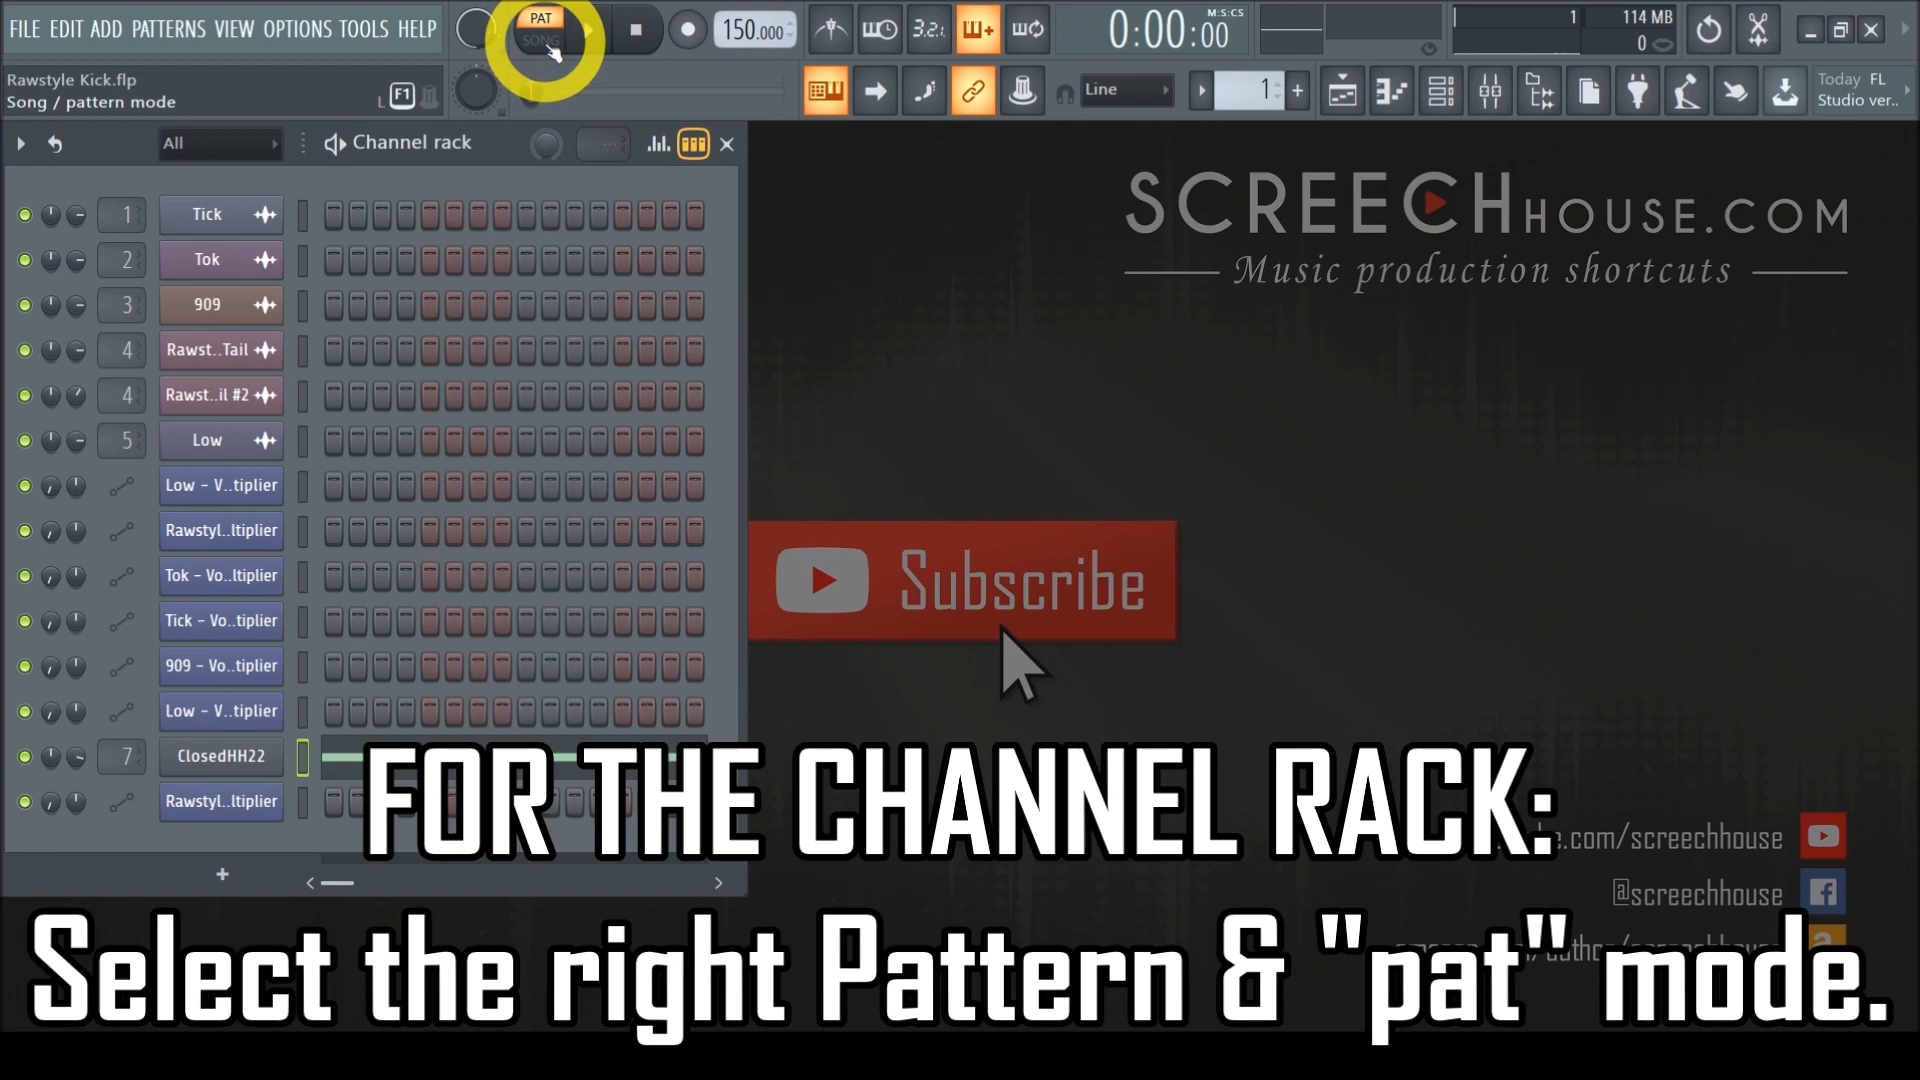 FILE EDIT ADD PATTERNS VIEW OPTIONS TOOLS HELP
PAT
SONG
150.000
3.2.1
0:00:00
M:S:CS
1
114 MB
0
Rawstyle Kick.flp
Song / pattern mode
F1
Line
1
+
Today FL
Studio ver..
All
Channel rack
1 Tick
2 Tok
3 909
4 Rawst..Tail
4 Rawst..il #2
5 Low
Low - V..tiplier
Rawstyl..ltiplier
Tok - Vo..ltiplier
Tick - Vo..tiplier
909 - Vo..tiplier
Low - V..tiplier
7 ClosedHH22
Rawstyl..ltiplier
+
SCREECHHOUSE.COM
Music production shortcuts
Subscribe
e.com/screechhouse
@screechhouse
FOR THE CHANNEL RACK:
Select the right Pattern & "pat" mode.